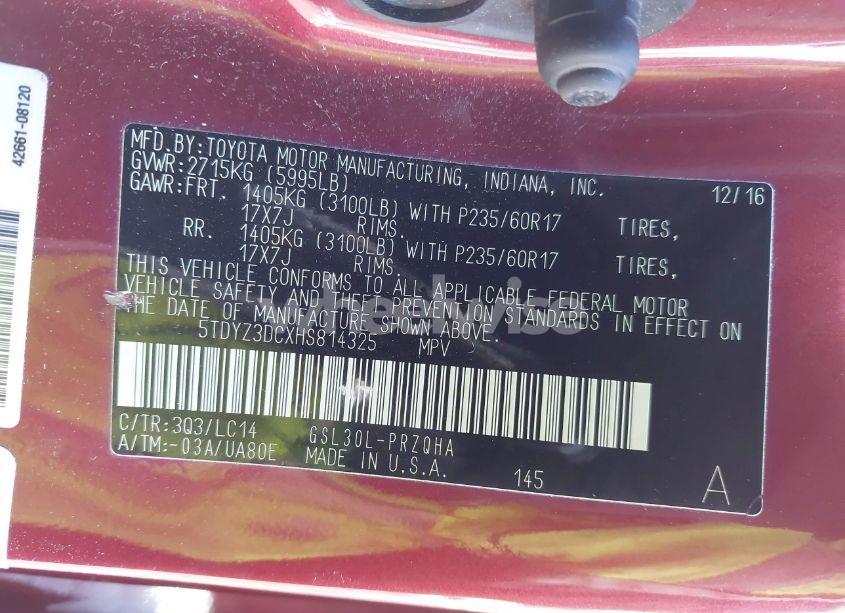 42661-08120
MFD.BY:TOYOTA MOTOR MANUFACTURING, INDIANA, INC. 12/16
GVWR:2715KG (5995LB)
GAWR:FRT. 1405KG (3100LB) WITH P235/60R17 TIRES,
17X7J RIMS.
RR. 1405KG (3100LB) WITH P235/60R17 TIRES,
17X7J RIMS.
THIS VEHICLE CONFORMS TO ALL APPLICABLE FEDERAL MOTOR
VEHICLE SAFETY AND THEFT PREVENTION STANDARDS IN EFFECT ON
THE DATE OF MANUFACTURE SHOWN ABOVE.
5TDYZ3DCXHS814325 MPV
C/TR:3Q3/LC14 GSL30L-PRZQHA
A/TM:-03A/UA80E MADE IN U.S.A. 145 A